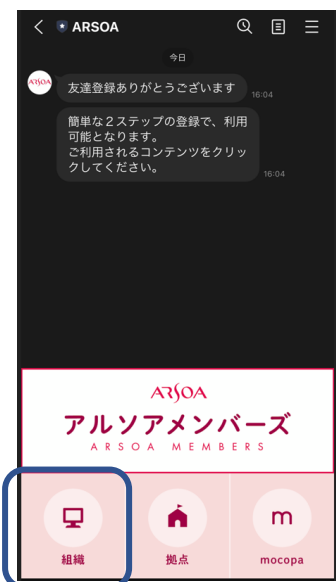 ARSOA
今日
ARSOA
友達登録ありがとうございます
16:04
簡単な２ステップの登録で、利用
可能となります。
ご利用されるコンテンツをクリッ
クしてください。
16:04
ARSOA
アルソアメンバーズ
ARSOA MEMBERS
m
組織
拠点
mocopa